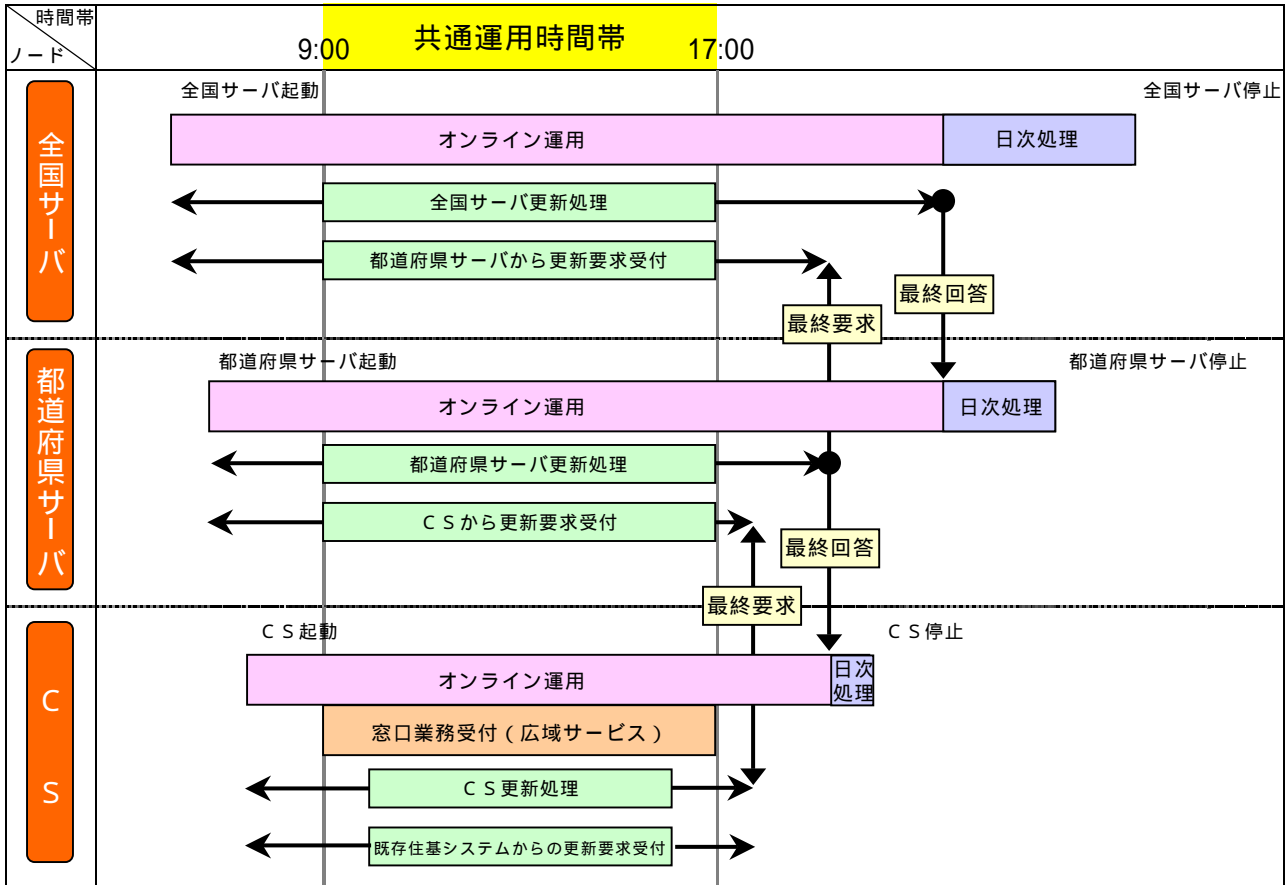 時間帯
ノード
9:00
共通運用時間帯
17:00
全国サーバ
全国サーバ起動
全国サーバ停止
オンライン運用
日次処理
全国サーバ更新処理
都道府県サーバから更新要求受付
最終回答
最終要求
都道府県サーバ
都道府県サーバ起動
都道府県サーバ停止
オンライン運用
日次処理
都道府県サーバ更新処理
ＣＳから更新要求受付
最終回答
最終要求
ＣＳ
ＣＳ起動
ＣＳ停止
オンライン運用
日次
処理
窓口業務受付（広域サービス）
ＣＳ更新処理
既存住基システムからの更新要求受付